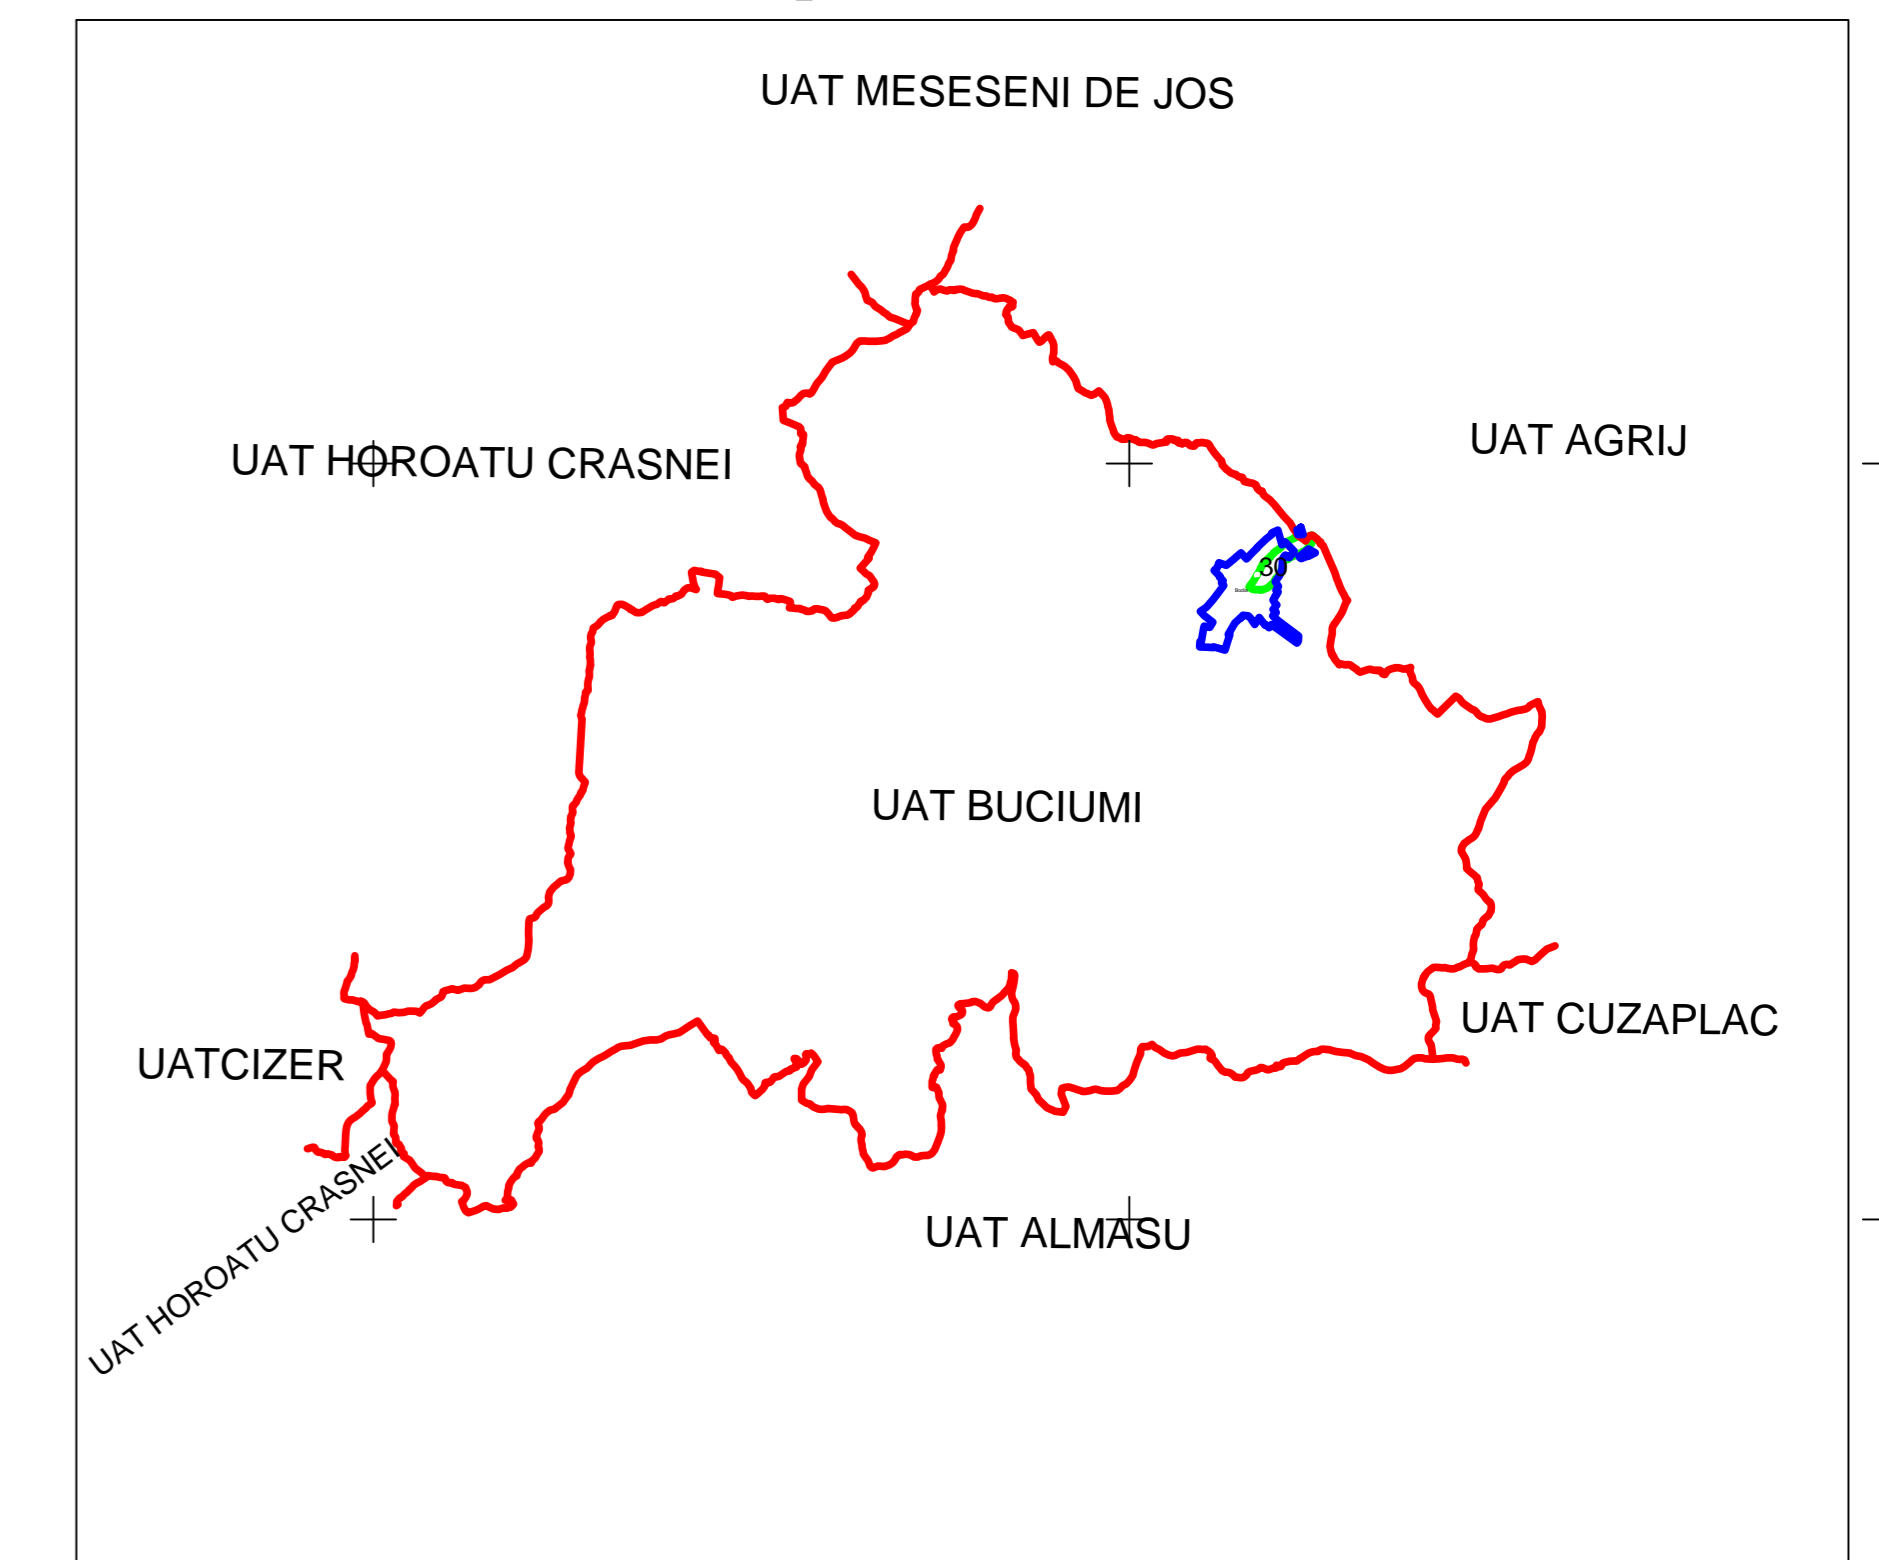 UAT MESESENI DE JOS
UAT AGRIJ
UAT HOROATU CRASNEI
30
UAT BUCIUMI
UAT CUZAPLAC
UATCIZER
UAT HOROATU CRASNEI
UAT ALMASU